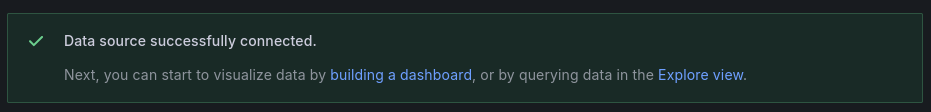 Data source successfully connected.
Next, you can start to visualize data by building a dashboard, or by querying data in the Explore view.